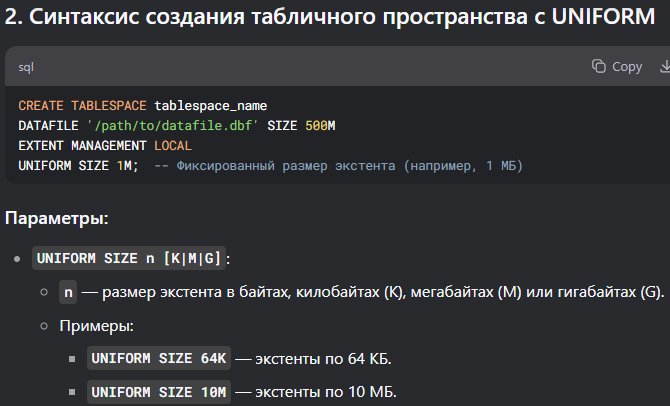 2. Синтаксис создания табличного пространства с UNIFORM
sql
Copy
CREATE TABLESPACE tablespace_name
DATAFILE '/path/to/datafile.dbf' SIZE 500M
EXTENT MANAGEMENT LOCAL
UNIFORM SIZE 1M;  -- Фиксированный размер экстента (например, 1 МБ)
Параметры:
UNIFORM SIZE n [K|M|G]:
n — размер экстента в байтах, килобайтах (K), мегабайтах (M) или гигабайтах (G).
Примеры:
UNIFORM SIZE 64K — экстенты по 64 КБ.
UNIFORM SIZE 10M — экстенты по 10 МБ.